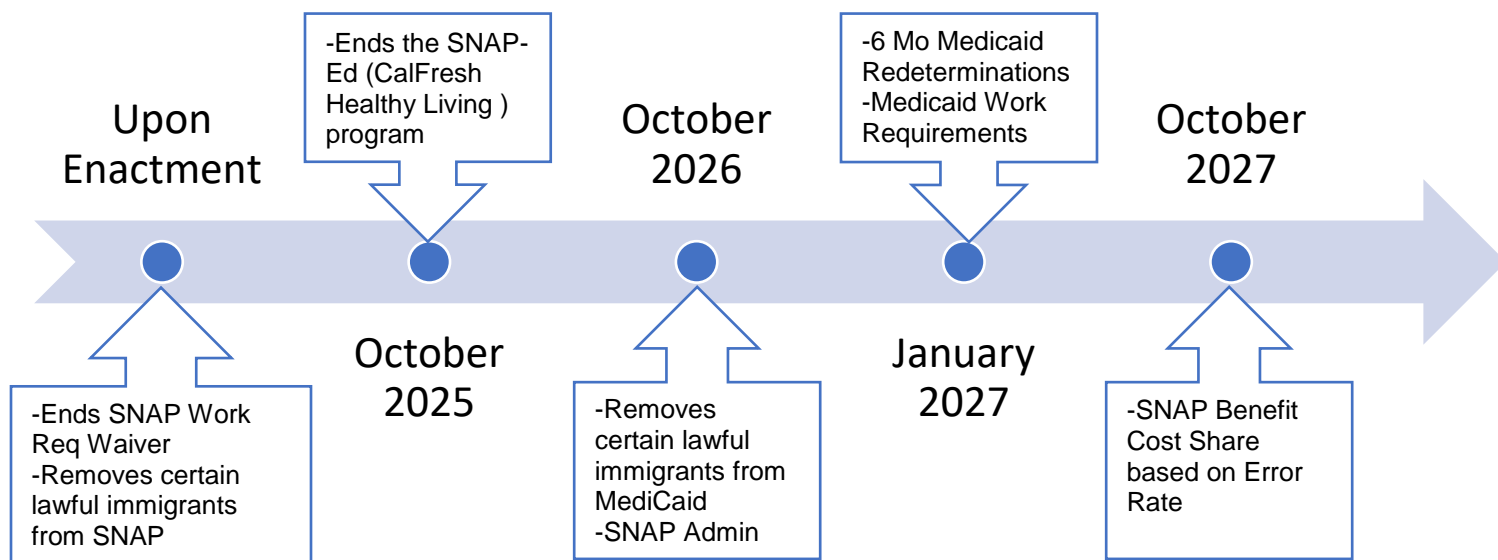 Upon
Enactment
-Ends SNAP Work
Req Waiver
-Removes certain
lawful immigrants
from SNAP
-Ends the SNAP-
Ed (CalFresh
Healthy Living )
program
October
2025
October
2026
-Removes
certain lawful
immigrants from
MediCaid
-SNAP Admin
-6 Mo Medicaid
Redeterminations
-Medicaid Work
Requirements
January
2027
October
2027
-SNAP Benefit
Cost Share
based on Error
Rate